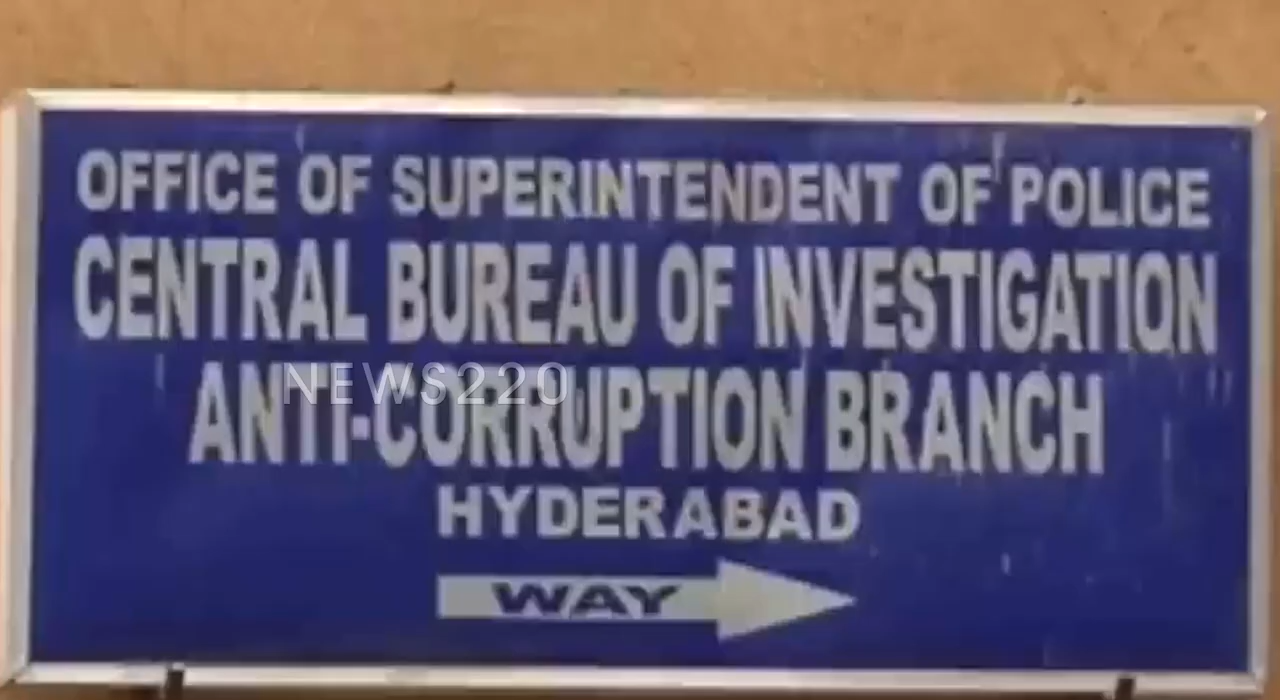 OFFICE OF SUPERINTENDENT OF POLICE
CENTRAL BUREAU OF INVESTIGATION
NEWS220
ANTI-CORRUPTION BRANCH
HYDERABAD
WAY